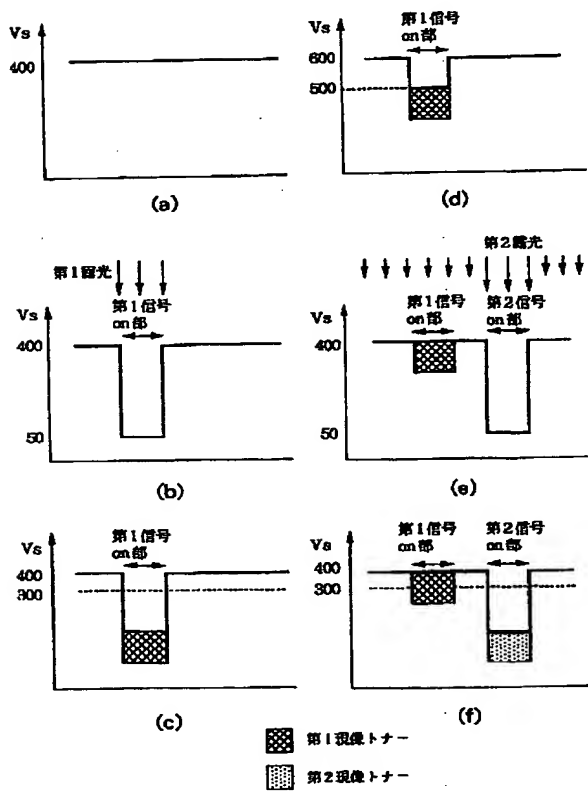 Vs
400
(a)
第1信号
on部
Vs
600
500
(d)
第1露光
第1信号
on部
Vs
400
50
(b)
第2露光
第1信号
on部
第2信号
on部
Vs
400
50
(e)
第1信号
on部
Vs
400
300
(c)
第1信号
on部
第2信号
on部
Vs
400
300
(f)
第1現像トナー
第2現像トナー